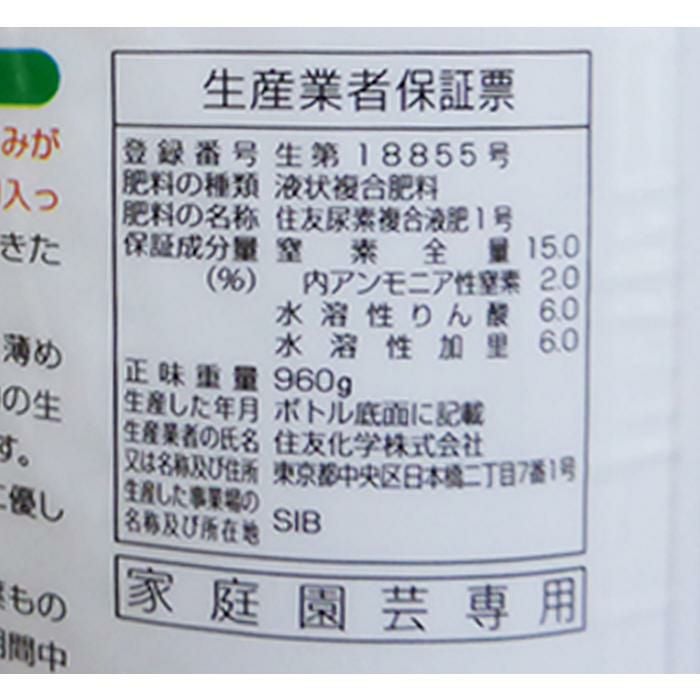 みが
入っ
きた
薄め
の生
す。
に優し
もの
期間中
生産業者保証票
登録番号 生第18855号
肥料の種類 液状複合肥料
肥料の名称 住友尿素複合液肥1号
保証成分量 窒素全量 15.0
(%) 内アンモニア性窒素 2.0
水溶性りん酸 6.0
水溶性加里 6.0
正味重量 960g
生産した年月 ボトル底面に記載
生産業者の氏名 住友化学株式会社
又は名称及び住所 東京都中央区日本橋二丁目7番1号
生産した事業場の
名称及び所在地 SIB
家庭園芸専用